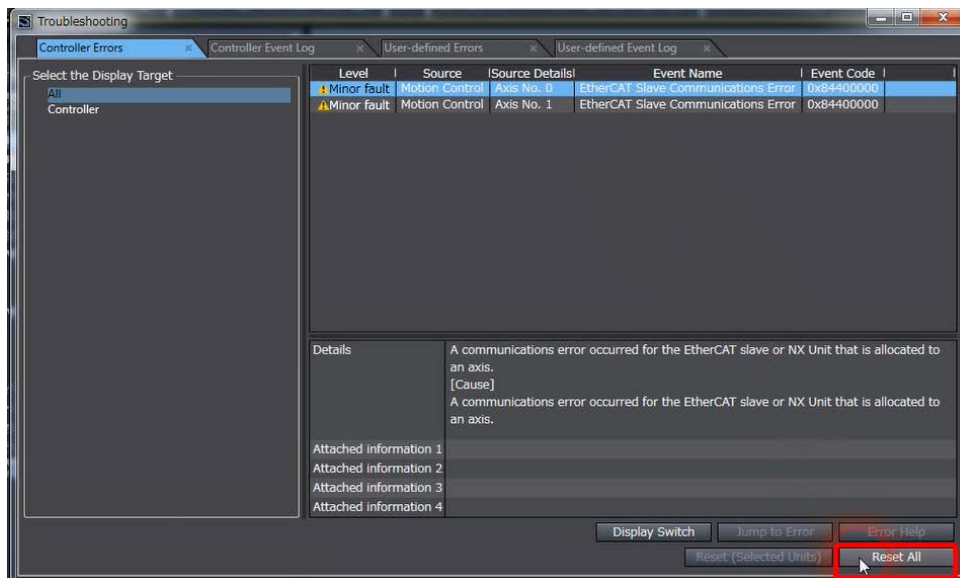 Troubleshooting
Controller Errors
Controller Event Log
User-defined Errors
User-defined Event Log
Select the Display Target
All
Controller
Level Source Source Details Event Name Event Code
Minor fault Motion Control Axis No. 0 EtherCAT Slave Communications Error 0x84400000
Minor fault Motion Control Axis No. 1 EtherCAT Slave Communications Error 0x84400000
Details
A communications error occurred for the EtherCAT slave or NX Unit that is allocated to
an axis.
[Cause]
A communications error occurred for the EtherCAT slave or NX Unit that is allocated to
an axis.
Attached information 1
Attached information 2
Attached information 3
Attached information 4
Display Switch Jump to Error Error Help
Reset (Selected Units) Reset All